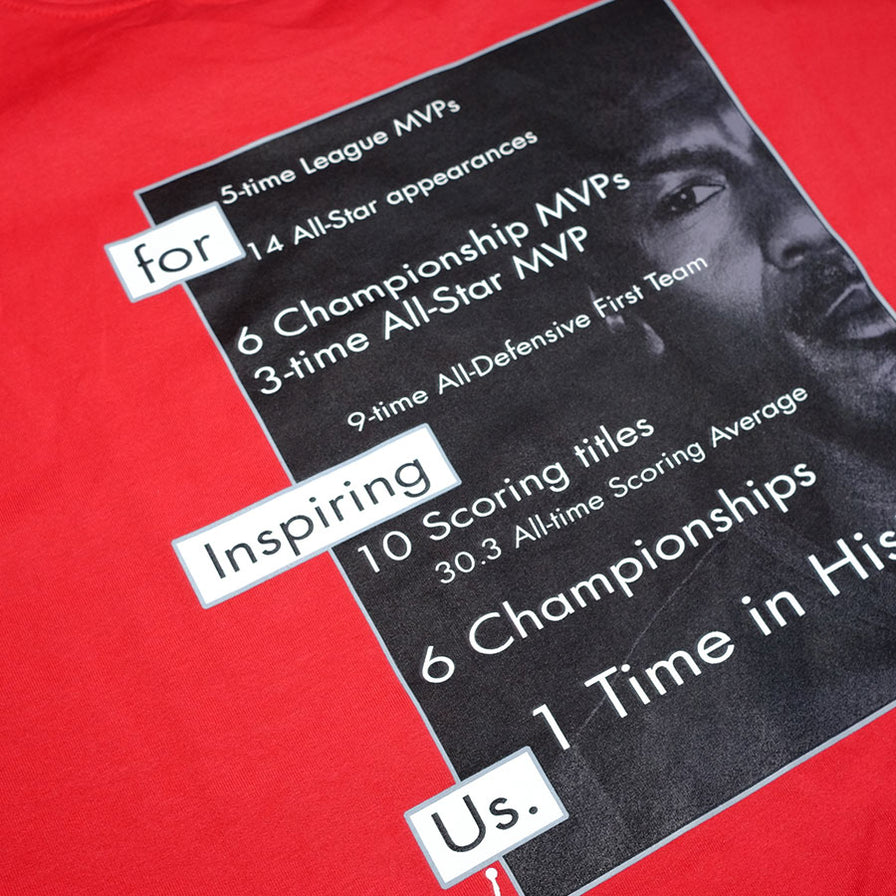 5-time League MVPs
14 All-Star appearances
for
6 Championship MVPs
3-time All-Star MVP
9-time All-Defensive First Team
Inspiring
10 Scoring titles
30.3 All-time Scoring Average
6 Championships
1 Time in His
Us.